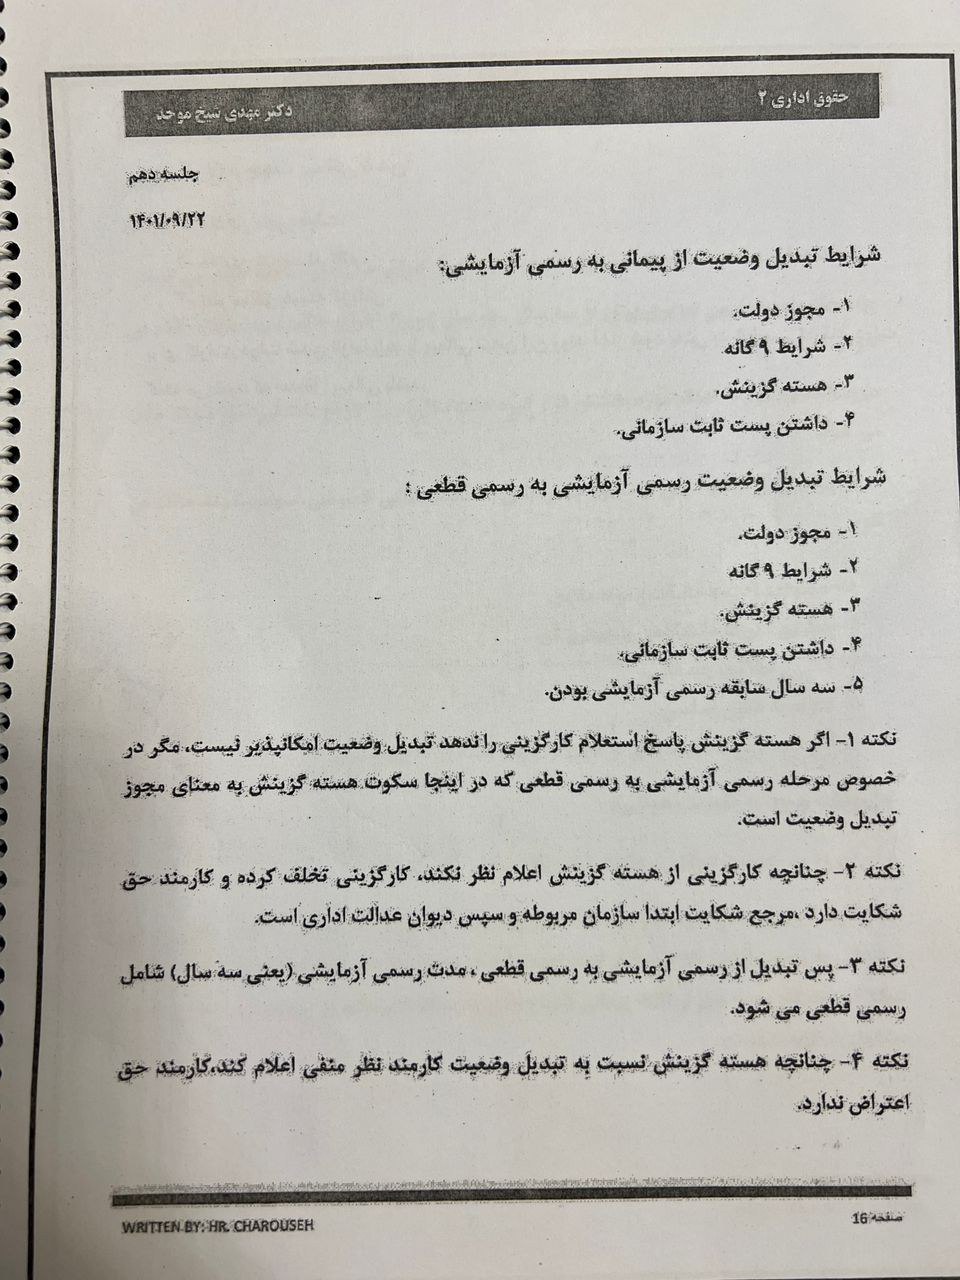 حقوق اداری ۲
دکتر مهدی شیخ موحد
جلسه دهم
۱۴۰۱/۰۹/۲۲
شرایط تبدیل وضعیت از پیمانی به رسمی آزمایشی:
۱- مجوز دولت.
۲- شرایط ۹ گانه
۳- هسته گزینش.
۴- داشتن پست ثابت سازمانی.
شرایط تبدیل وضعیت رسمی آزمایشی به رسمی قطعی :
۱- مجوز دولت.
۲- شرایط ۹ گانه
۳- هسته گزینش.
۴- داشتن پست ثابت سازمانی.
۵- سه سال سابقه رسمی آزمایشی بودن.
نکته ۱- اگر هسته گزینش پاسخ استعلام کارگزینی را ندهد تبدیل وضعیت امکانپذیر نیست، مگر در
خصوص مرحله رسمی آزمایشی به رسمی قطعی که در اینجا سکوت هسته گزینش به معنای مجوز
تبدیل وضعیت است.
نکته ۲- چنانچه کارگزینی از هسته گزینش اعلام نظر نکند، کارگزینی تخلف کرده و کارمند حق
شکایت دارد ،مرجع شکایت ابتدا سازمان مربوطه و سپس دیوان عدالت اداری است.
نکته ۳- پس تبدیل از رسمی آزمایشی به رسمی قطعی ، مدت رسمی آزمایشی (یعنی سه سال) شامل
رسمی قطعی می شود.
نکته ۴- چنانچه هسته گزینش نسبت به تبدیل وضعیت کارمند نظر منفی اعلام کند،کارمند حق
اعتراض ندارد.
صفحه 16
WRITTEN BY: HR. CHAROUSEH